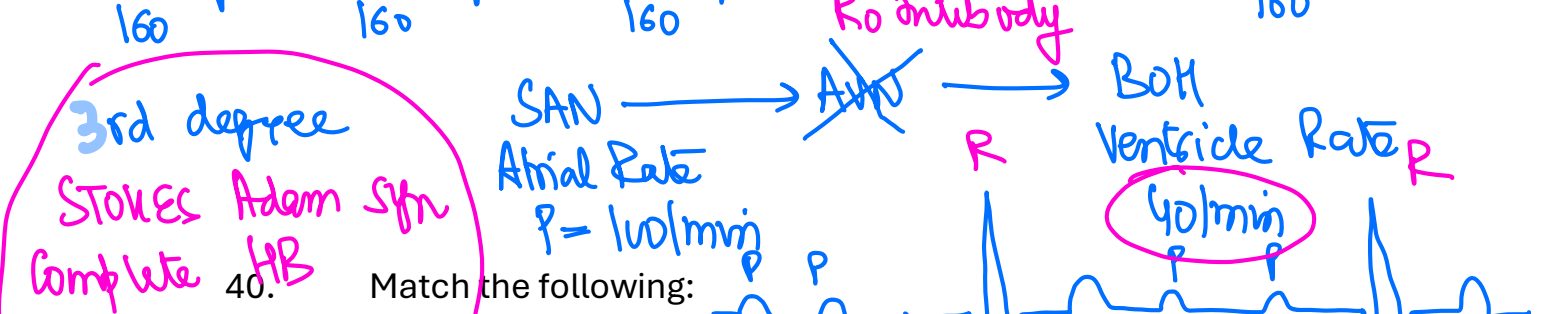 160 160 160 Ro Antibody 160
3rd degree
STOKES Adam Syn
Complete HB
SAN → AVN → BOH
Atrial Rate
P = 100/min
Ventricle Rate
40/min
R R
P P P P
40. Match the following: